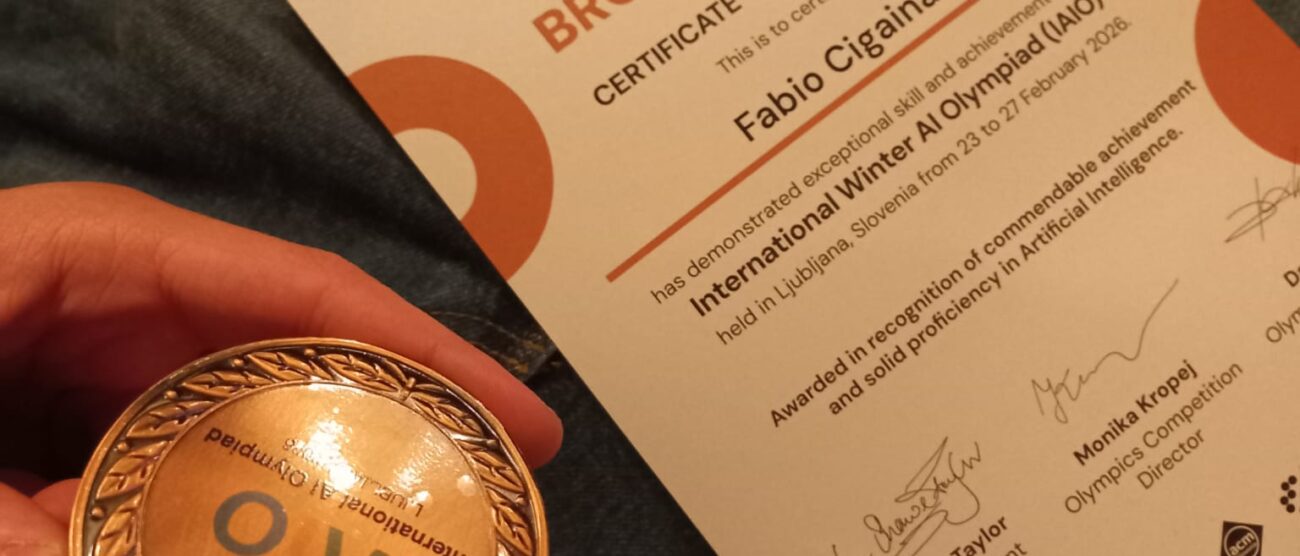 CERTIFICATE
This is to
Fabio Cigaina
has demonstrated exceptional skill and achievement
International Winter AI Olympiad (IAIO)
held in Ljubljana, Slovenia from 23 to 27 February 2026.
Awarded in recognition of commendable achievement
and solid proficiency in Artificial Intelligence.
Monika Kropej
Olympics Competition
Director
Taylor
acm
International AI Olympiad